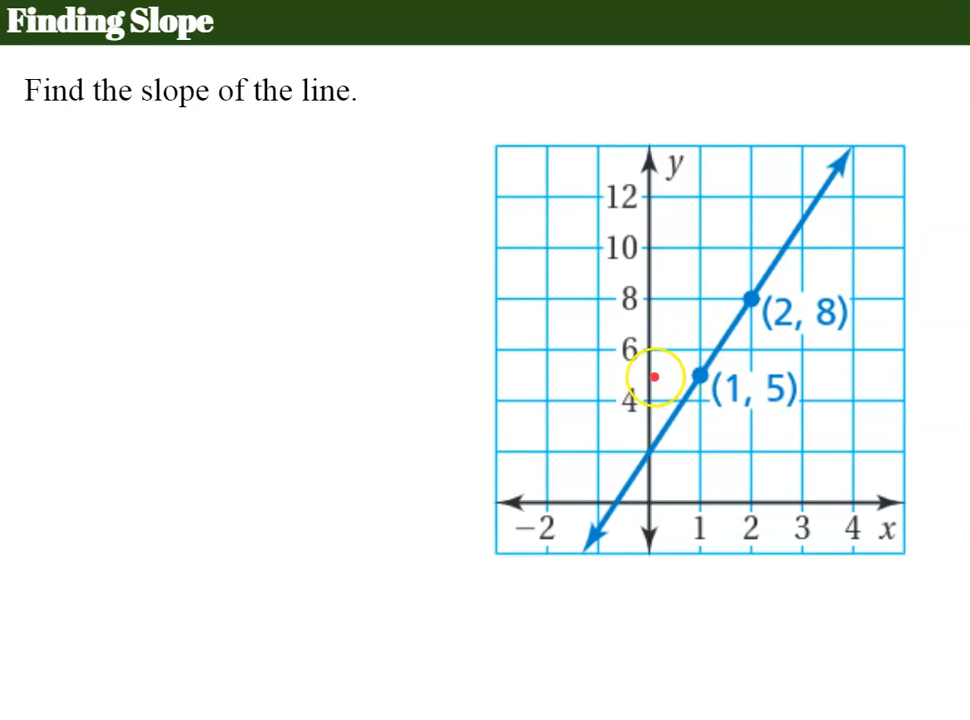 Finding Slope
Find the slope of the line.
y
12
10
8
(2, 8)
6
(1, 5)
4
−2 1 2 3 4 x